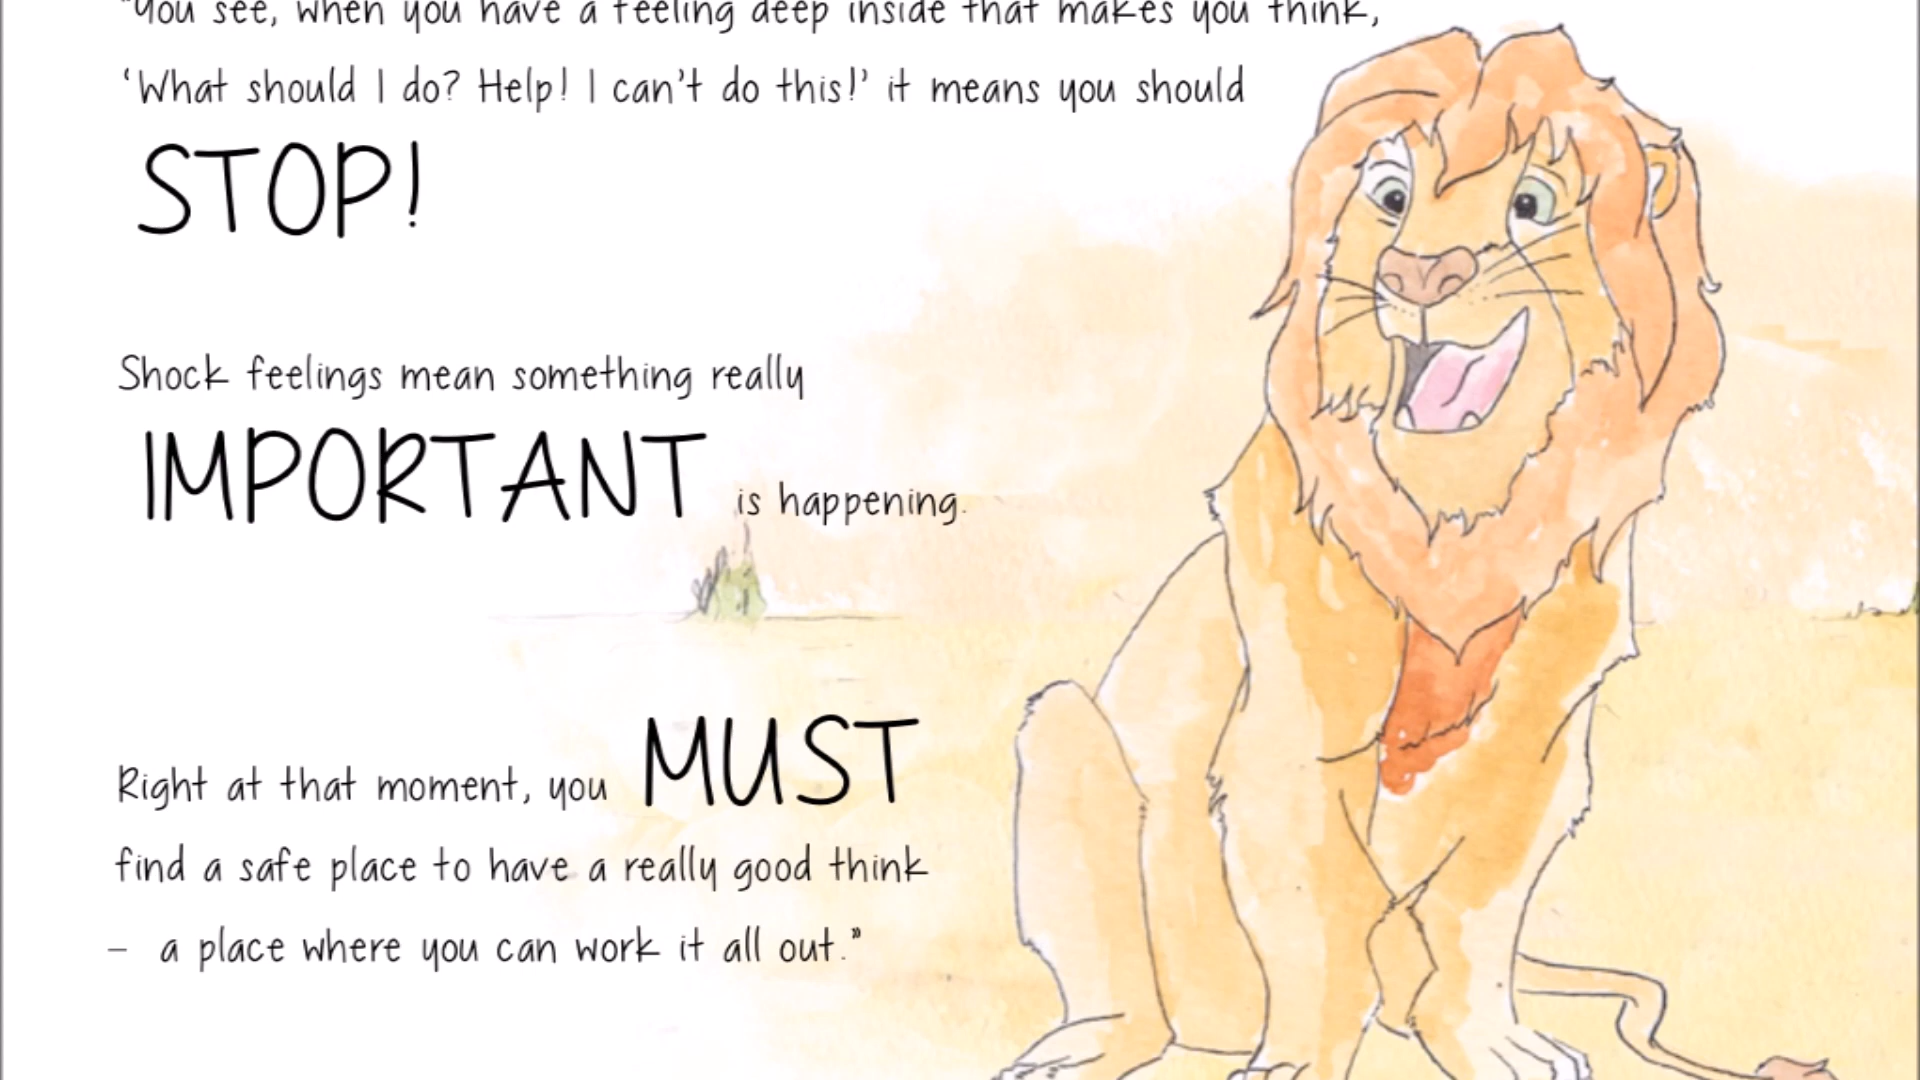 "You see, when you have a feeling deep inside that makes you think,
'What should I do? Help! I can't do this!' it means you should
STOP!
Shock feelings mean something really
IMPORTANT is happening.
Right at that moment, you MUST
find a safe place to have a really good think
– a place where you can work it all out."